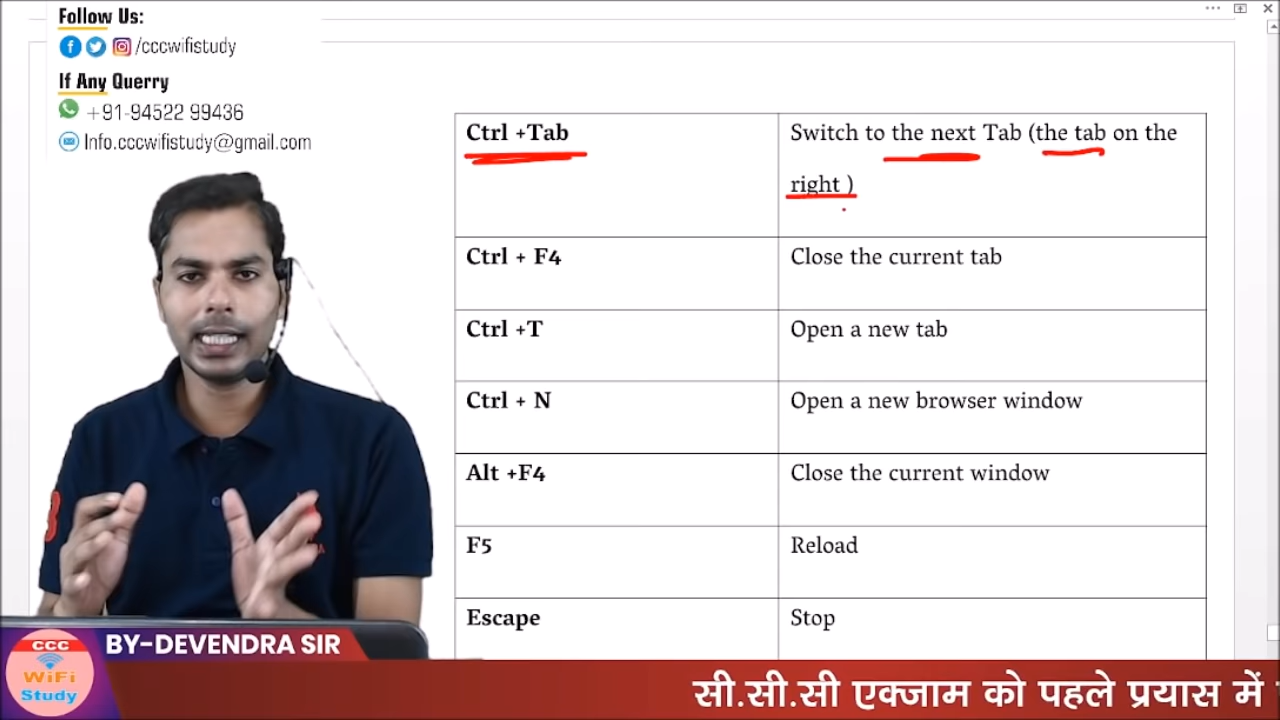 Follow Us:
/cccwifistudy
If Any Querry
+91-94522 99436
Info.cccwifistudy@gmail.com
Ctrl +Tab
Switch to the next Tab (the tab on the
right )
Ctrl + F4
Close the current tab
Ctrl +T
Open a new tab
Ctrl + N
Open a new browser window
Alt +F4
Close the current window
F5
Reload
Escape
Stop
BY-DEVENDRA SIR
CCC
WiFi
Study
सी.सी.सी एक्जाम को पहले प्रयास में